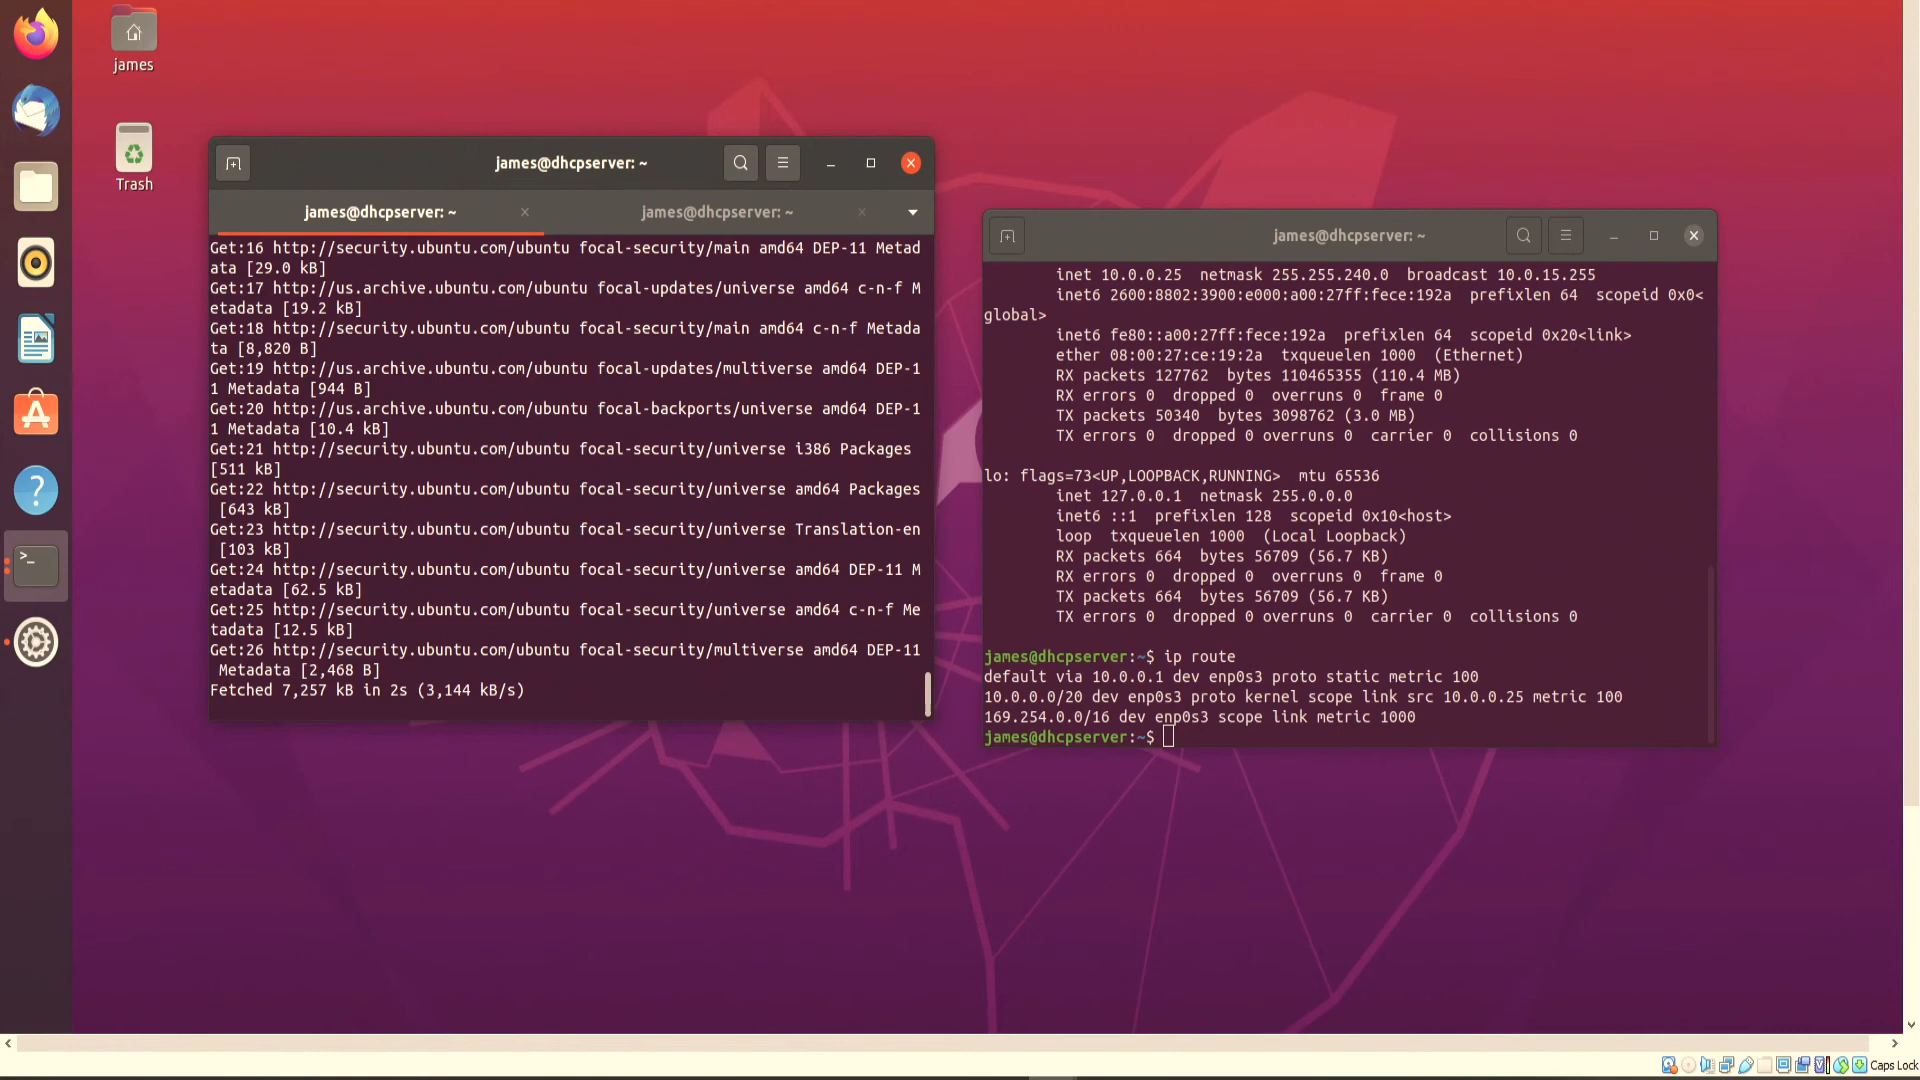 james
Trash
james@dhcpserver: ~
james@dhcpserver: ~
james@dhcpserver: ~
Get:16 http://security.ubuntu.com/ubuntu focal-security/main amd64 DEP-11 Metad
ata [29.0 kB]
Get:17 http://us.archive.ubuntu.com/ubuntu focal-updates/universe amd64 c-n-f M
etadata [19.2 kB]
Get:18 http://security.ubuntu.com/ubuntu focal-security/main amd64 c-n-f Metada
ta [8,820 B]
Get:19 http://us.archive.ubuntu.com/ubuntu focal-updates/multiverse amd64 DEP-1
1 Metadata [944 B]
Get:20 http://us.archive.ubuntu.com/ubuntu focal-backports/universe amd64 DEP-1
1 Metadata [10.4 kB]
Get:21 http://security.ubuntu.com/ubuntu focal-security/universe i386 Packages
[511 kB]
Get:22 http://security.ubuntu.com/ubuntu focal-security/universe amd64 Packages
[643 kB]
Get:23 http://security.ubuntu.com/ubuntu focal-security/universe Translation-en
[103 kB]
Get:24 http://security.ubuntu.com/ubuntu focal-security/universe amd64 DEP-11 M
etadata [62.5 kB]
Get:25 http://security.ubuntu.com/ubuntu focal-security/universe amd64 c-n-f Me
tadata [12.5 kB]
Get:26 http://security.ubuntu.com/ubuntu focal-security/multiverse amd64 DEP-11
Metadata [2,468 B]
Fetched 7,257 kB in 2s (3,144 kB/s)
james@dhcpserver: ~
inet 10.0.0.25 netmask 255.255.240.0 broadcast 10.0.15.255
inet6 2600:8802:3900:e000:a00:27ff:fece:192a prefixlen 64 scopeid 0x0<
global>
inet6 fe80::a00:27ff:fece:192a prefixlen 64 scopeid 0x20<link>
ether 08:00:27:ce:19:2a txqueuelen 1000 (Ethernet)
RX packets 127762 bytes 110465355 (110.4 MB)
RX errors 0 dropped 0 overruns 0 frame 0
TX packets 50340 bytes 3098762 (3.0 MB)
TX errors 0 dropped 0 overruns 0 carrier 0 collisions 0
lo: flags=73<UP,LOOPBACK,RUNNING> mtu 65536
inet 127.0.0.1 netmask 255.0.0.0
inet6 ::1 prefixlen 128 scopeid 0x10<host>
loop txqueuelen 1000 (Local Loopback)
RX packets 664 bytes 56709 (56.7 KB)
RX errors 0 dropped 0 overruns 0 frame 0
TX packets 664 bytes 56709 (56.7 KB)
TX errors 0 dropped 0 overruns 0 carrier 0 collisions 0
james@dhcpserver:~$ ip route
default via 10.0.0.1 dev enp0s3 proto static metric 100
10.0.0.0/20 dev enp0s3 proto kernel scope link src 10.0.0.25 metric 100
169.254.0.0/16 dev enp0s3 scope link metric 1000
james@dhcpserver:~$
Caps Lock